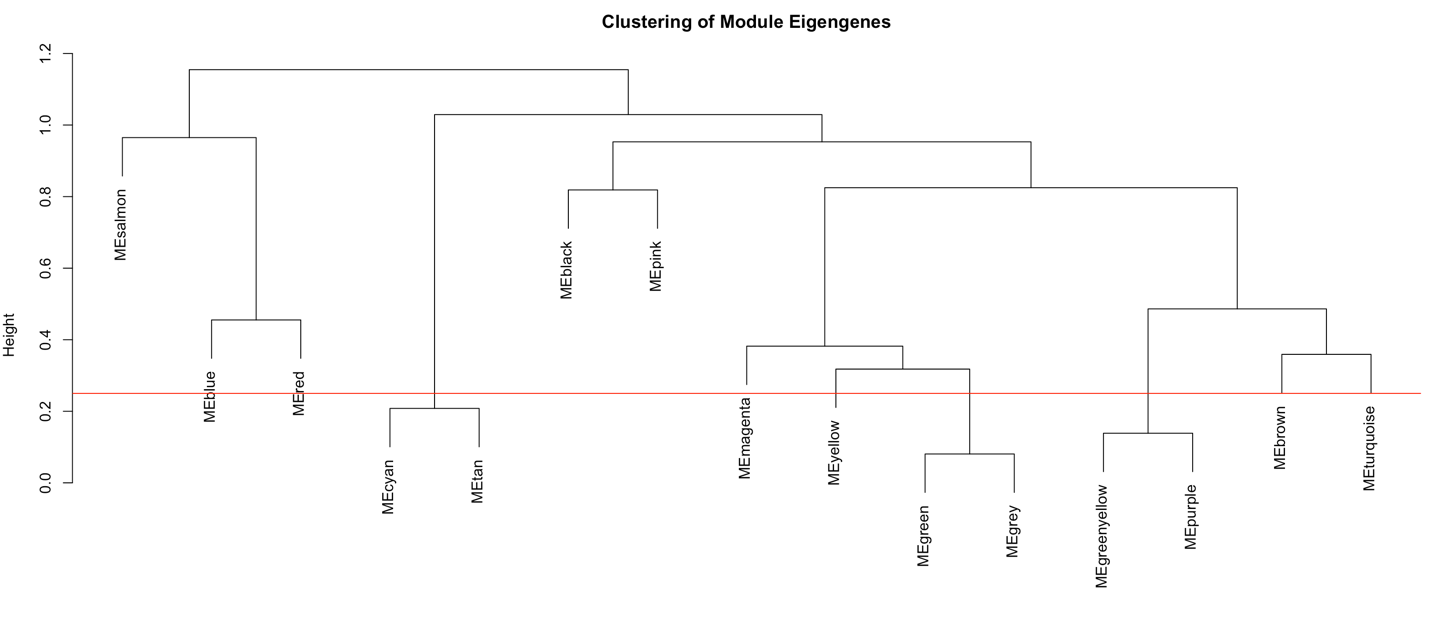 Clustering of Module Eigengenes
Height
1.2
1.0
0.8
0.6
0.4
0.2
0.0
MEsalmon
MEblue
MEred
MEcyan
MEtan
MEblack
MEpink
MEmagenta
MEyellow
MEgreen
MEgrey
MEgreenyellow
MEpurple
MEbrown
MEturquoise